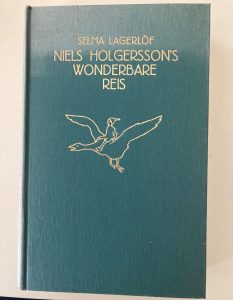 SELMA LAGERLÖF
NIELS HOLGERSSON'S
WONDERBARE
REIS